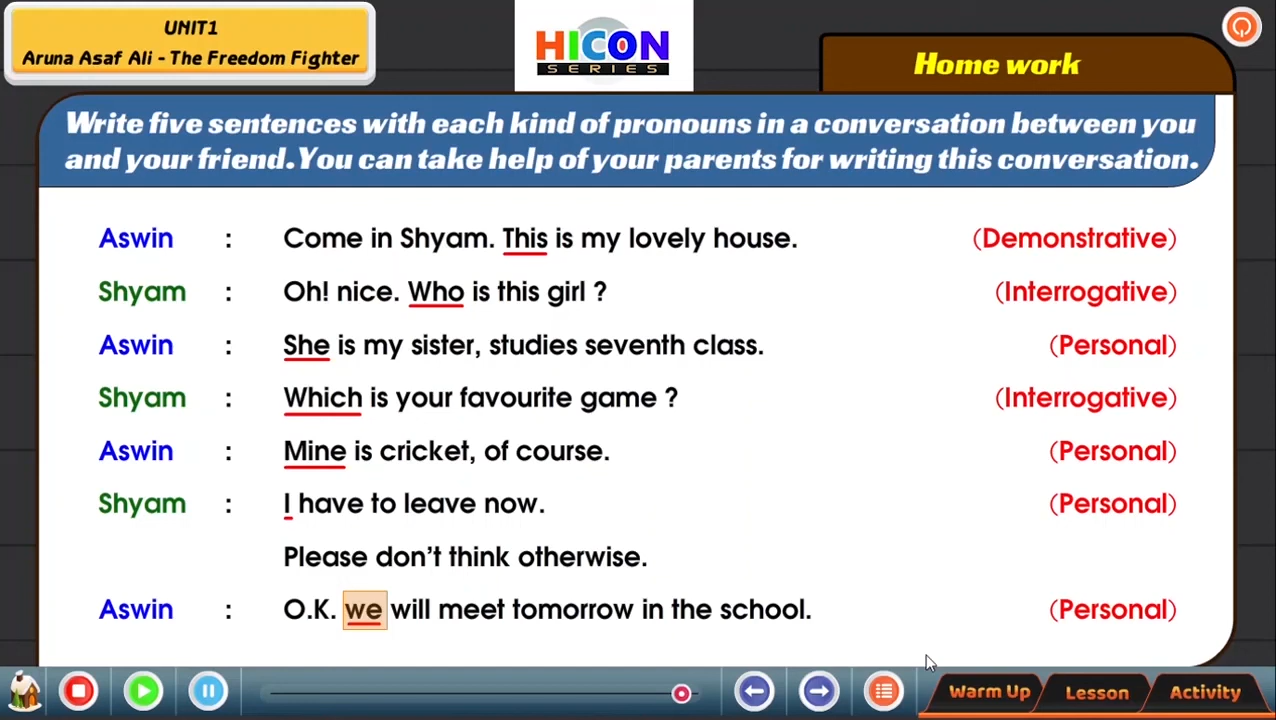 UNIT1
Aruna Asaf Ali - The Freedom Fighter
HICON
SERIES
Home work
Write five sentences with each kind of pronouns in a conversation between you
and your friend.You can take help of your parents for writing this conversation.
Aswin : Come in Shyam. This is my lovely house. (Demonstrative)
Shyam : Oh! nice. Who is this girl ? (Interrogative)
Aswin : She is my sister, studies seventh class. (Personal)
Shyam : Which is your favourite game ? (Interrogative)
Aswin : Mine is cricket, of course. (Personal)
Shyam : I have to leave now. (Personal)
Please don't think otherwise.
Aswin : O.K. we will meet tomorrow in the school. (Personal)
Warm Up Lesson Activity